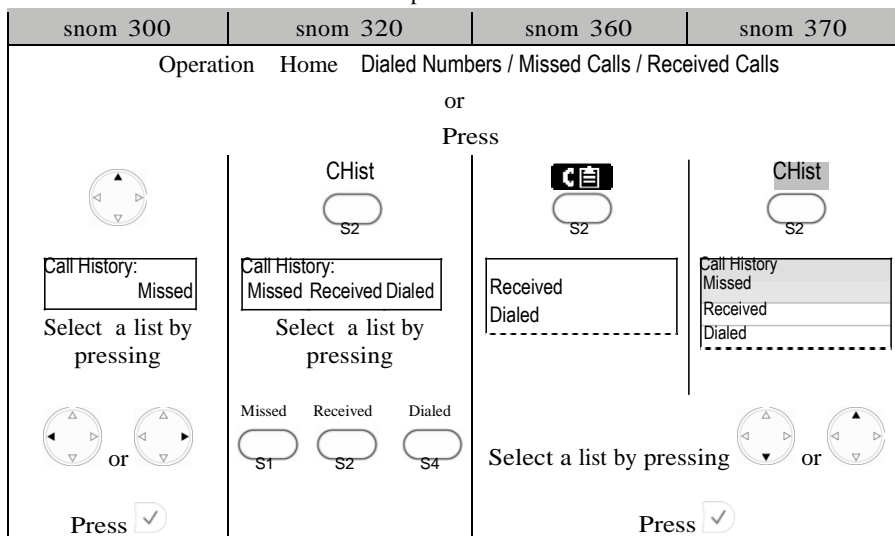 snom 300 snom 320 snom 360 snom 370
Operation Home Dialed Numbers / Missed Calls / Received Calls
or
Press
CHist CHist
S2 S2 S2
Call History:
Missed
Call History:
Missed Received Dialed
Received
Dialed
Call History
Missed
Received
Dialed
Select a list by
pressing
Select a list by
pressing
or
Missed Received Dialed
S1 S2 S4
Select a list by pressing or
Press
Press